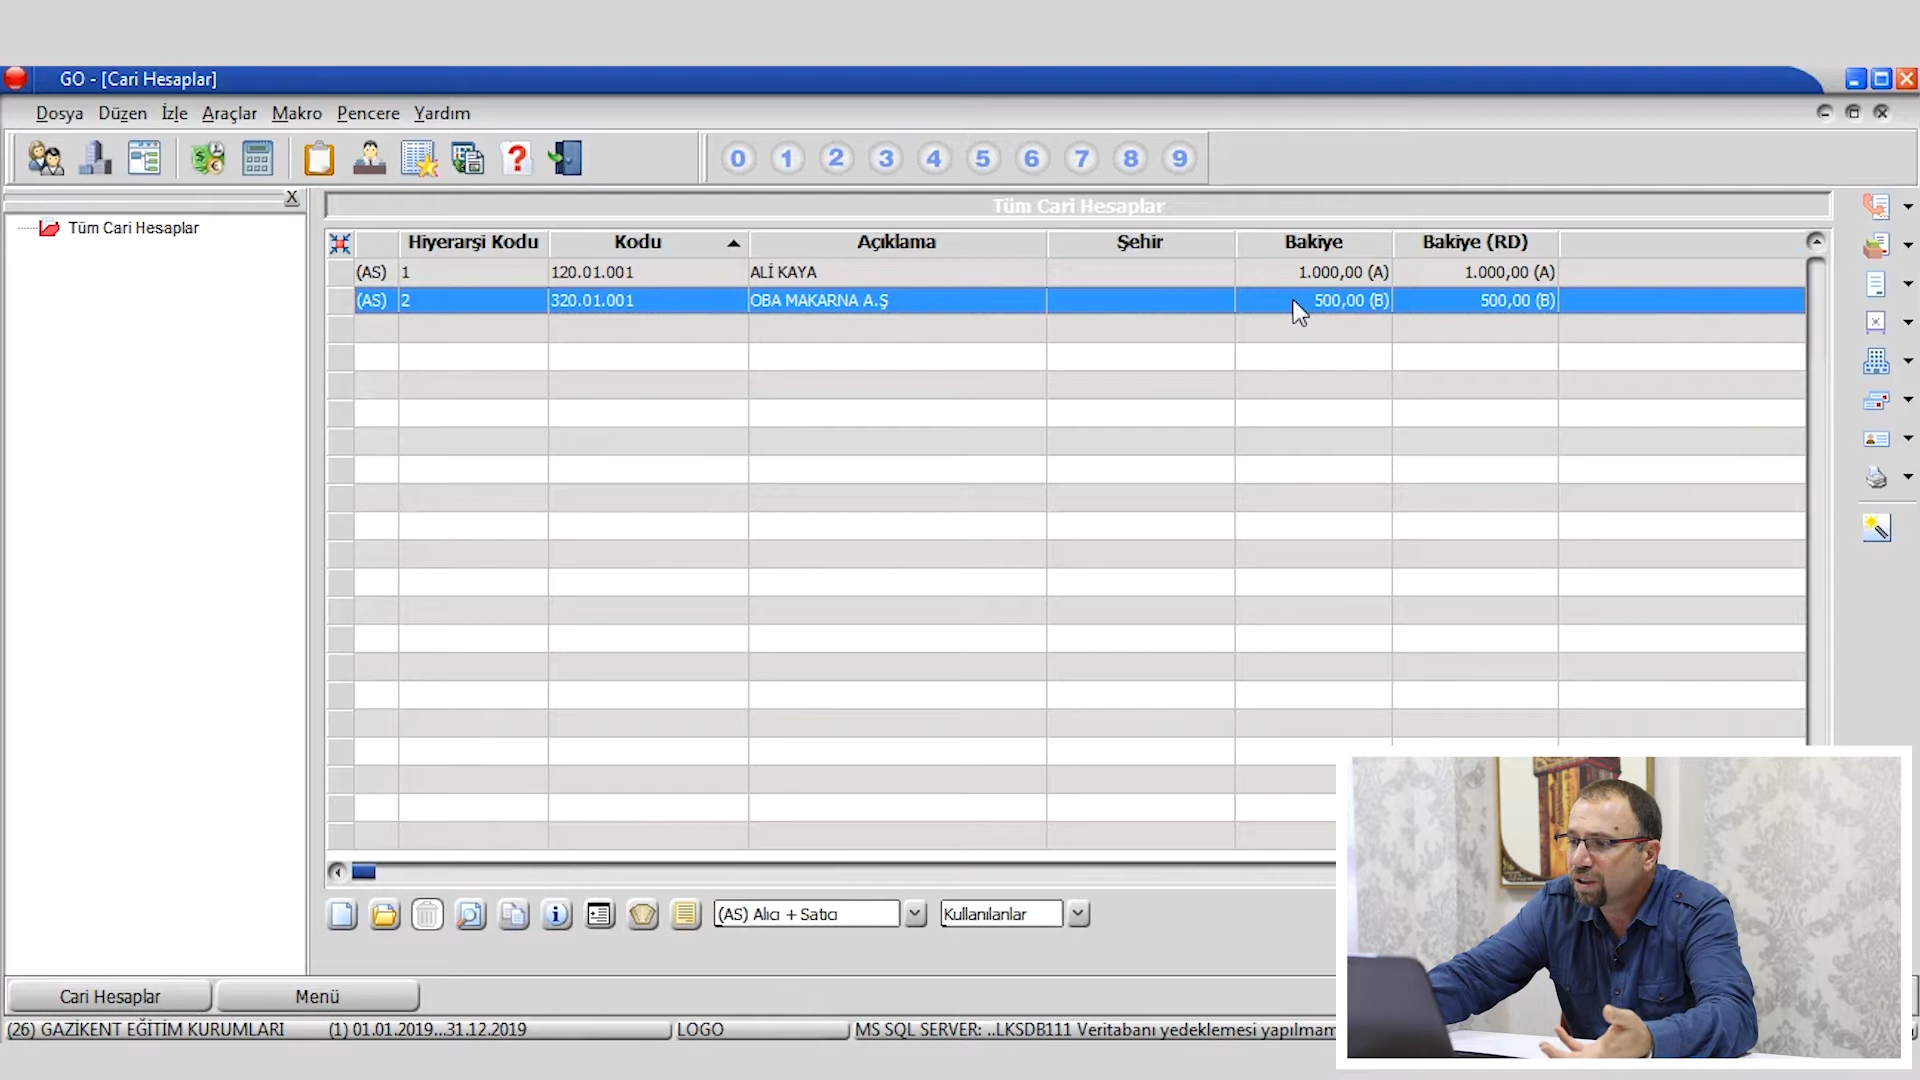 GO - [Cari Hesaplar]
Dosya Düzen İzle Araçlar Makro Pencere Yardım
0 1 2 3 4 5 6 7 8 9
X
Tüm Cari Hesaplar
Tüm Cari Hesaplar
Hiyerarşi Kodu Kodu Açıklama Şehir Bakiye Bakiye (RD)
(AS) 1 120.01.001 ALİ KAYA 1.000,00 (A) 1.000,00 (A)
(AS) 2 320.01.001 OBA MAKARNA A.Ş 500,00 (B) 500,00 (B)
(AS) Alıcı + Satıcı Kullanılanlar
Cari Hesaplar Menü
(26) GAZİKENT EĞİTİM KURUMLARI (1) 01.01.2019...31.12.2019 LOGO MS SQL SERVER: ..LKSDB111 Veritabanı yedeklemesi yapılmam